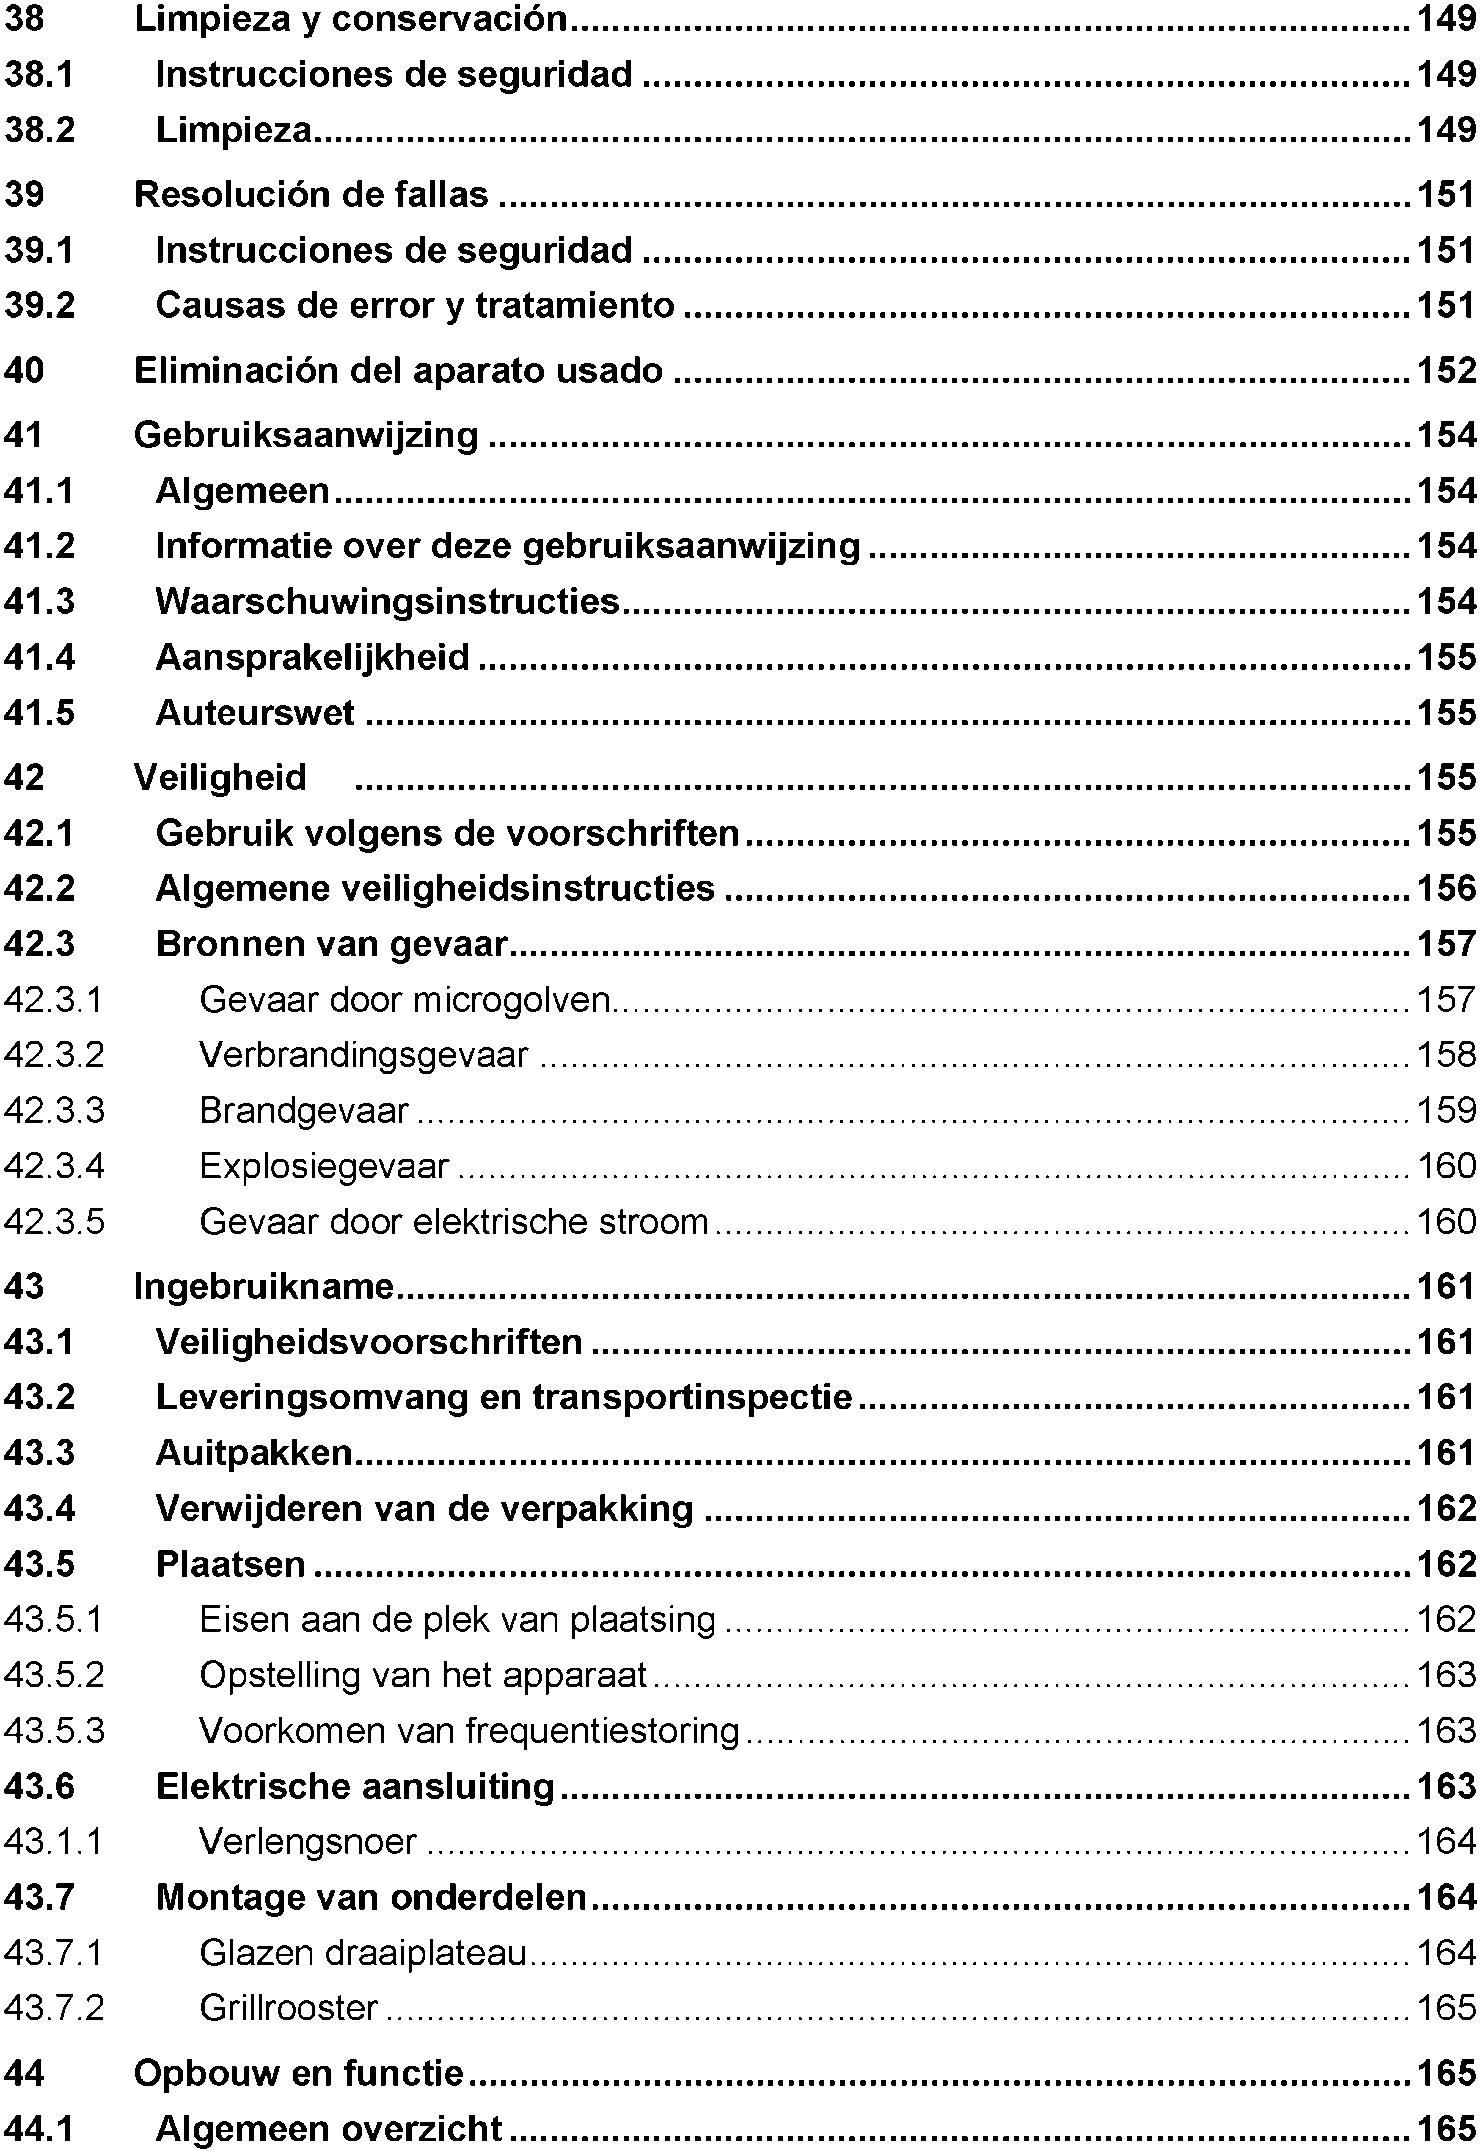 38 Limpieza y conservación 149
38.1 Instrucciones de seguridad 149
38.2 Limpieza 149
39 Resolución de fallas 151
39.1 Instrucciones de seguridad 151
39.2 Causas de error y tratamiento 151
40 Eliminación del aparato usado 152
41 Gebruiksaanwijzing 154
41.1 Algemeen 154
41.2 Informatie over deze gebruiksaanwijzing 154
41.3 Waarschuwingsinstructies 154
41.4 Aansprakelijkheid 155
41.5 Auteurswet 155
42 Veiligheid 155
42.1 Gebruik volgens de voorschriften 155
42.2 Algemene veiligheidsinstructies 156
42.3 Bronnen van gevaar 157
42.3.1 Gevaar door microgolven 157
42.3.2 Verbrandingsgevaar 158
42.3.3 Brandgevaar 159
42.3.4 Explosiegevaar 160
42.3.5 Gevaar door elektrische stroom 160
43 Ingebruikname 161
43.1 Veiligheidsvoorschriften 161
43.2 Leveringsomvang en transportinspectie 161
43.3 Auitpakken 161
43.4 Verwijderen van de verpakking 162
43.5 Plaatsen 162
43.5.1 Eisen aan de plek van plaatsing 162
43.5.2 Opstelling van het apparaat 163
43.5.3 Voorkomen van frequentiestoring 163
43.6 Elektrische aansluiting 163
43.1.1 Verlengsnoer 164
43.7 Montage van onderdelen 164
43.7.1 Glazen draaiplateau 164
43.7.2 Grillrooster 165
44 Opbouw en functie 165
44.1 Algemeen overzicht 165